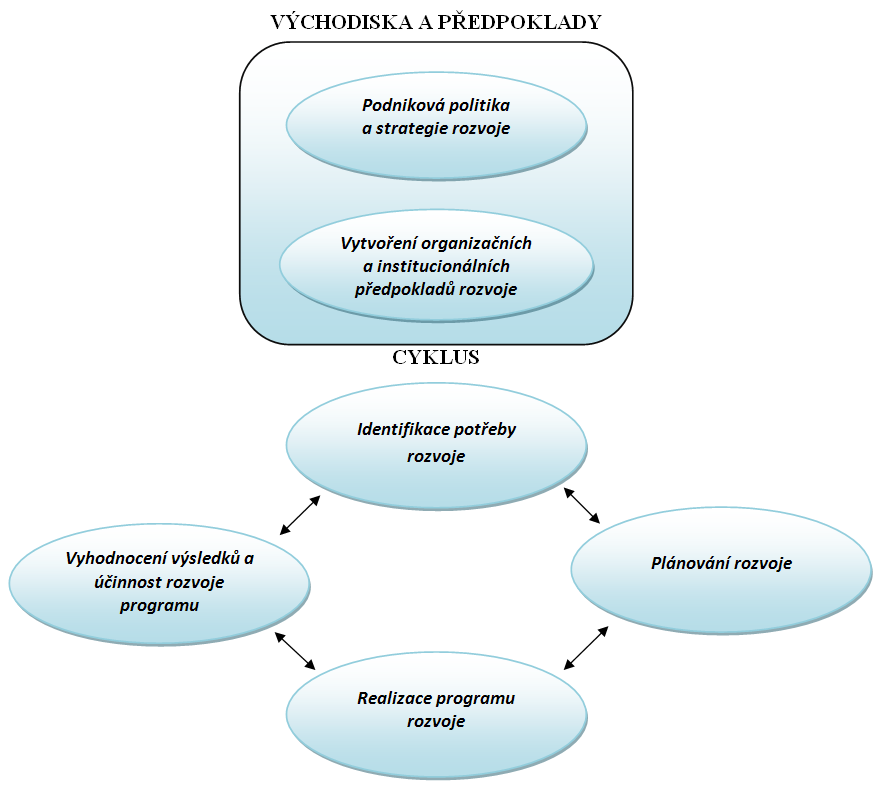 VÝCHODISKA A PŘEDPOKLADY
Podniková politika
a strategie rozvoje
Vytvoření organizačních
a institucionálních
předpokladů rozvoje
CYKLUS
Identifikace potřeby
rozvoje
Vyhodnocení výsledků a
účinnost rozvoje
programu
Plánování rozvoje
Realizace programu
rozvoje